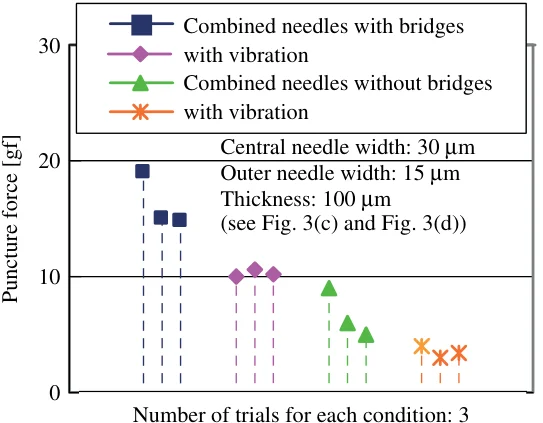 Combined needles with bridges
with vibration
Combined needles without bridges
with vibration
Central needle width: 30 μm
Outer needle width: 15 μm
Thickness: 100 μm
(see Fig. 3(c) and Fig. 3(d))
Puncture force [gf]
30
20
10
0
Number of trials for each condition: 3